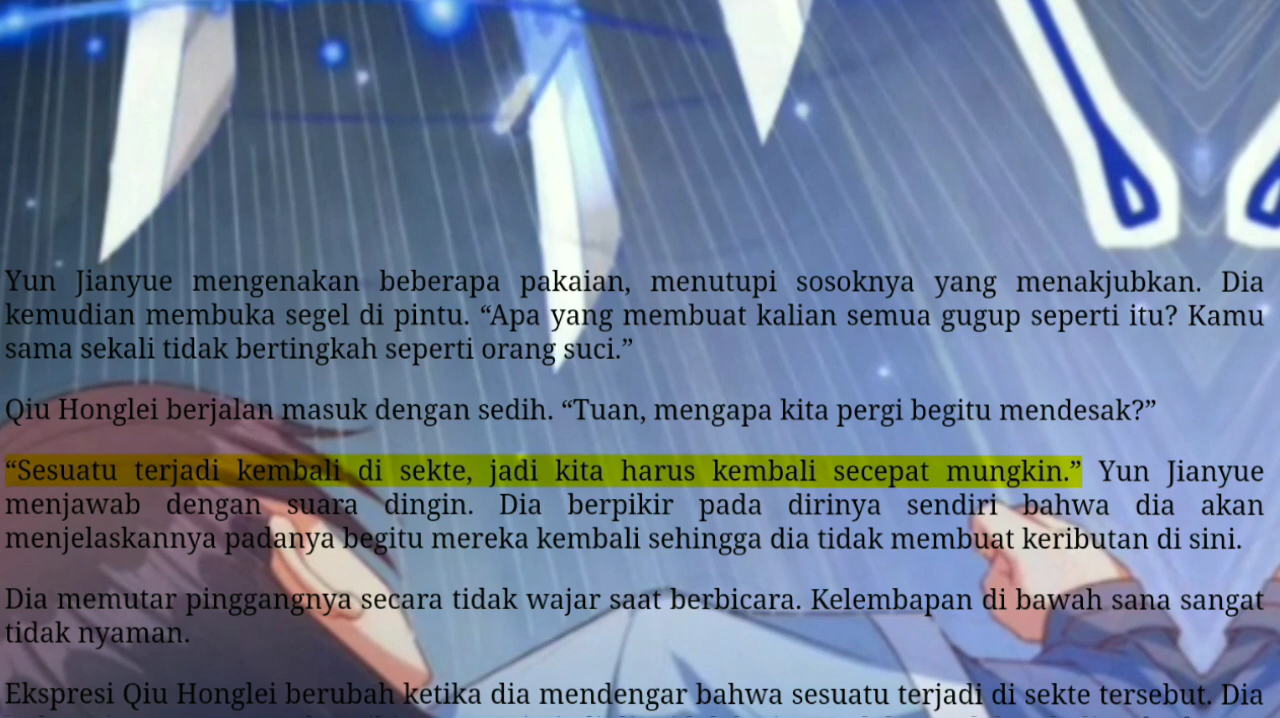 Yun Jianyue mengenakan beberapa pakaian, menutupi sosoknya yang menakjubkan. Dia
kemudian membuka segel di pintu. “Apa yang membuat kalian semua gugup seperti itu? Kamu
sama sekali tidak bertingkah seperti orang suci.”
Qiu Honglei berjalan masuk dengan sedih. “Tuan, mengapa kita pergi begitu mendesak?”
“Sesuatu terjadi kembali di sekte, jadi kita harus kembali secepat mungkin.” Yun Jianyue
menjawab dengan suara dingin. Dia berpikir pada dirinya sendiri bahwa dia akan
menjelaskannya padanya begitu mereka kembali sehingga dia tidak membuat keributan di sini.
Dia memutar pinggangnya secara tidak wajar saat berbicara. Kelembapan di bawah sana sangat
tidak nyaman.
Ekspresi Qiu Honglei berubah ketika dia mendengar bahwa sesuatu terjadi di sekte tersebut. Dia